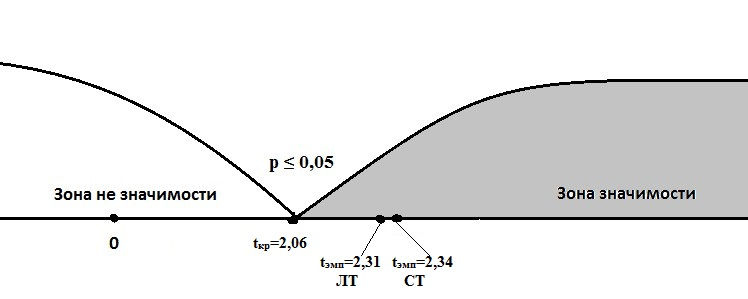 p ≤ 0,05
Зона не значимости
Зона значимости
0
tкр=2,06
tэмп=2,31
ЛТ
tэмп=2,34
СТ